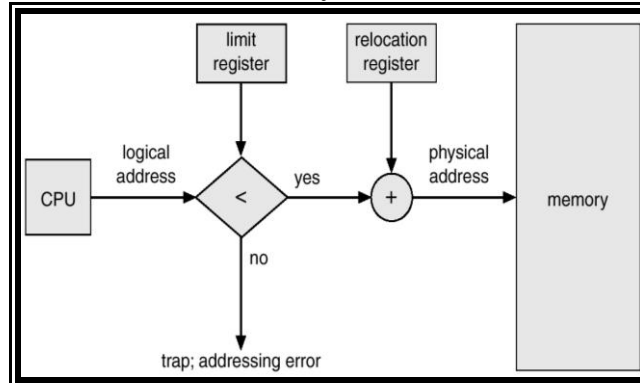 limit
register
relocation
register
logical
address
yes
physical
address
CPU
<
+
memory
no
trap; addressing error